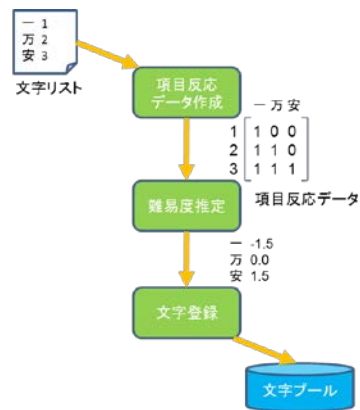 一 1
万 2
安 3
文字リスト
項目反応
データ作成
一 万 安
1 1 0 0
2 1 1 0
3 1 1 1
項目反応データ
難易度推定
一 -1.5
万 0.0
安 1.5
文字登録
文字プール